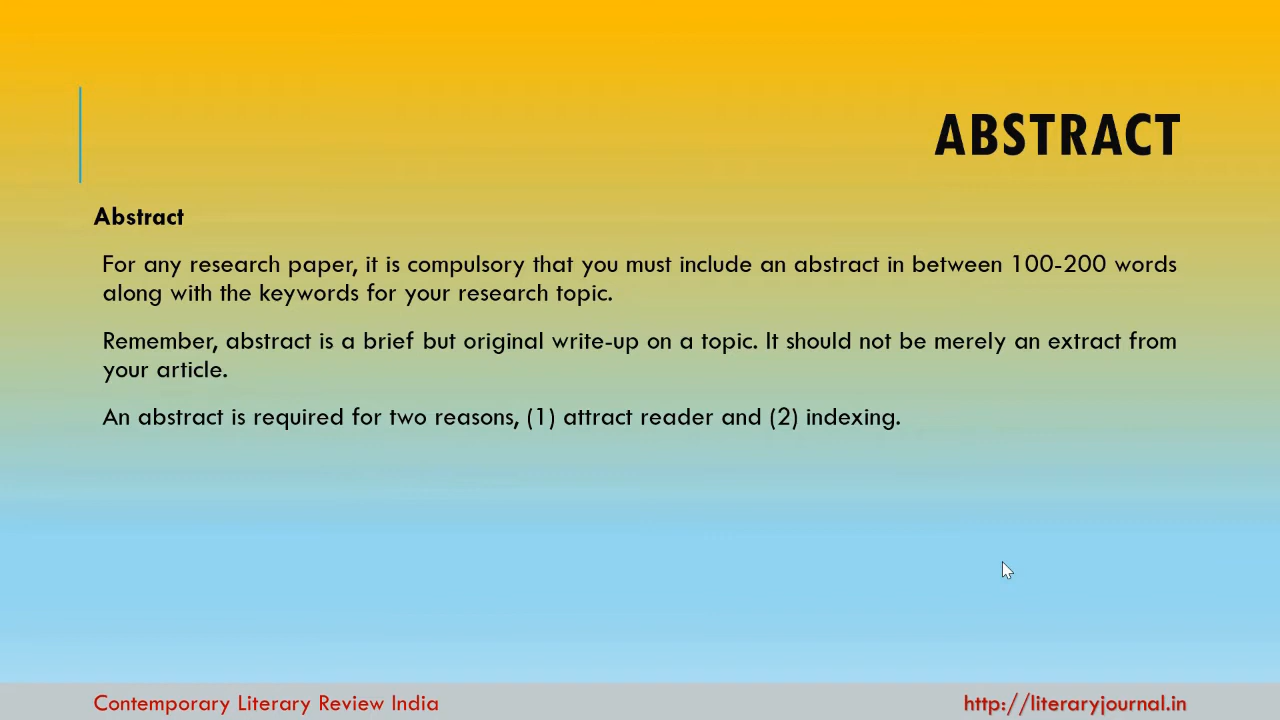 ABSTRACT
Abstract
For any research paper, it is compulsory that you must include an abstract in between 100-200 words
along with the keywords for your research topic.
Remember, abstract is a brief but original write-up on a topic. It should not be merely an extract from
your article.
An abstract is required for two reasons, (1) attract reader and (2) indexing.
Contemporary Literary Review India
http://literaryjournal.in